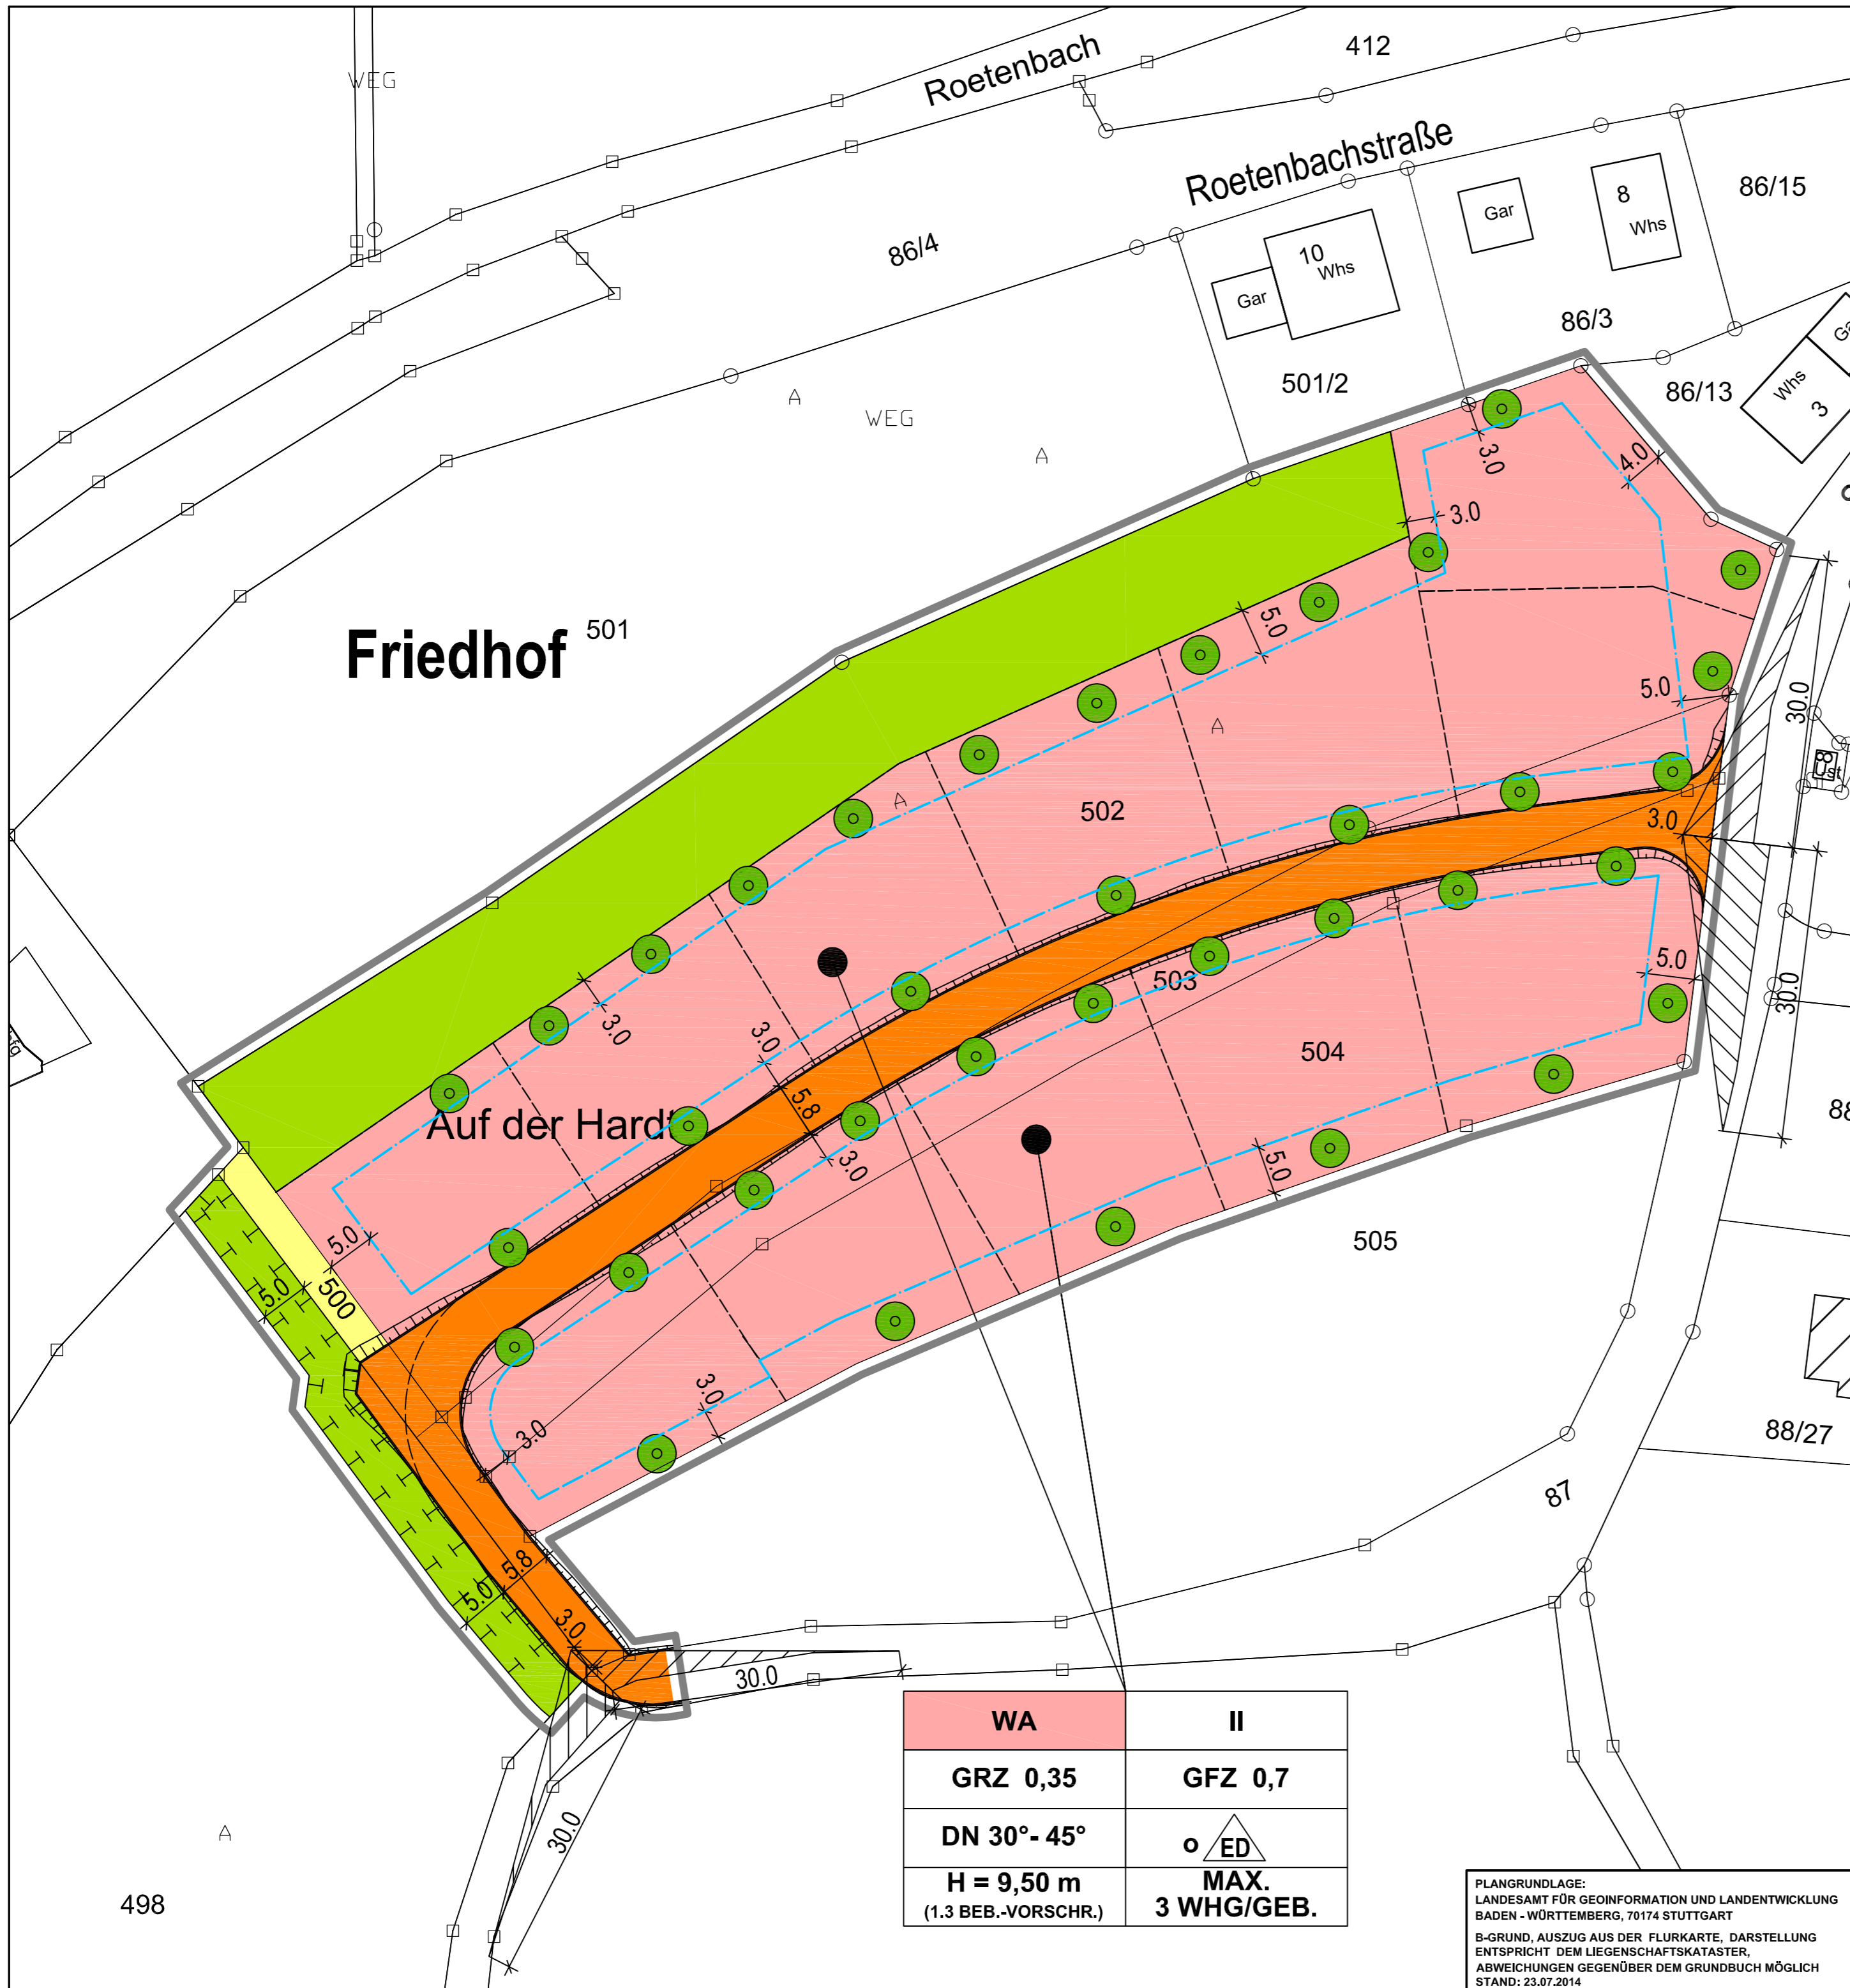 WEG
Roetenbach
412
Roetenbachstraße
86/4
10
Whs
Gar
Gar
8
Whs
86/15
86/3
501/2
86/13
Whs
3
A
WEG
A
3.0
4.0
3.0
Friedhof
501
5.0
5.0
30.0
A
18
A
502
3.0
3.0
3.0
503
5.0
30.0
504
5.8
3.0
Auf der Hardt
5.0
5.0
5.0
500
505
3.0
3.0
88/27
87
5.8
5.0
3.0
30.0
30.0
A
498
WA
II
GRZ 0,35
GFZ 0,7
DN 30°- 45°
o ED
H = 9,50 m
(1.3 BEB.-VORSCHR.)
MAX.
3 WHG/GEB.
PLANGRUNDLAGE:
LANDESAMT FÜR GEOINFORMATION UND LANDENTWICKLUNG
BADEN - WÜRTTEMBERG, 70174 STUTTGART
B-GRUND, AUSZUG AUS DER FLURKARTE, DARSTELLUNG
ENTSPRICHT DEM LIEGENSCHAFTSKATASTER,
ABWEICHUNGEN GEGENÜBER DEM GRUNDBUCH MÖGLICH
STAND: 23.07.2014